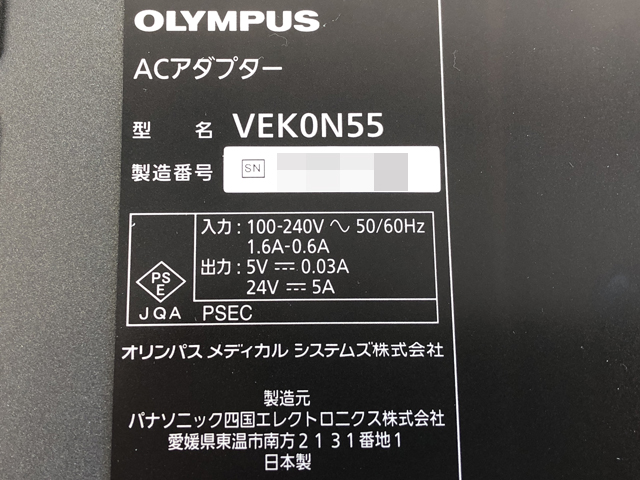 OLYMPUS
ACアダプター
型 名 VEK0N55
製造番号 SN
入力 : 100-240V ～ 50/60Hz
1.6A-0.6A
出力 : 5V ⎓ 0.03A
24V ⎓ 5A
PS
E
JQA PSEC
オリンパス メディカル システムズ株式会社
製造元
パナソニック四国エレクトロニクス株式会社
愛媛県東温市南方2131番地1
日本製